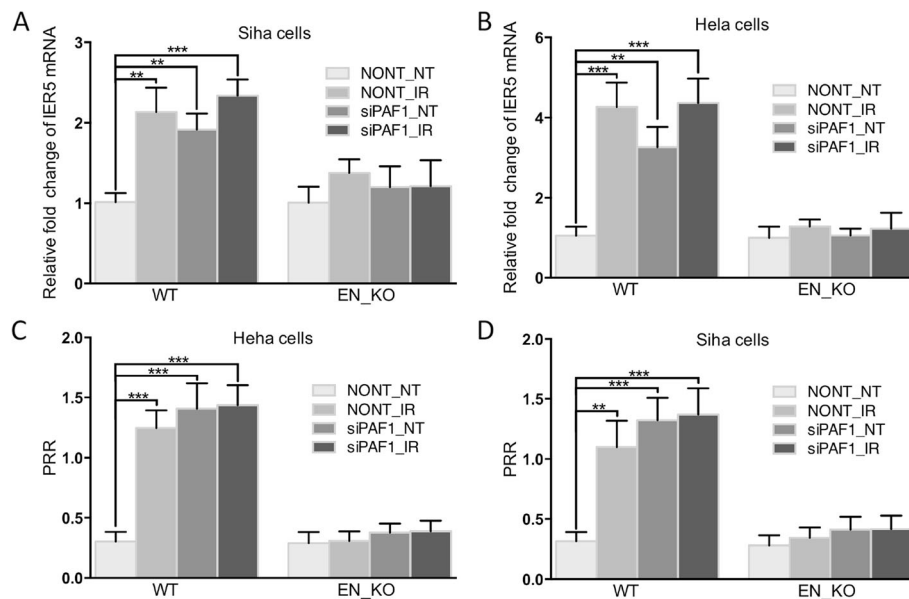 A
Siha cells
Relative fold change of IER5 mRNA
3
2
1
0
***
**
**
NONT_NT
NONT_IR
siPAF1_NT
siPAF1_IR
WT
EN_KO
B
Hela cells
Relative fold change of IER5 mRNA
6
4
2
0
***
**
***
NONT_NT
NONT_IR
siPAF1_NT
siPAF1_IR
WT
EN_KO
C
Heha cells
PRR
2.0
1.5
1.0
0.5
0.0
***
***
***
NONT_NT
NONT_IR
siPAF1_NT
siPAF1_IR
WT
EN_KO
D
Siha cells
PRR
2.0
1.5
1.0
0.5
0.0
***
***
**
NONT_NT
NONT_IR
siPAF1_NT
siPAF1_IR
WT
EN_KO